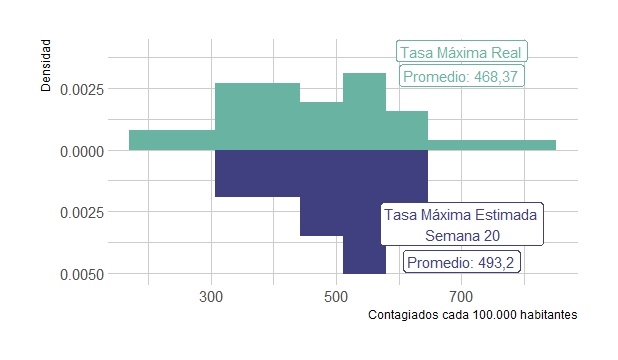 Densidad
Tasa Máxima Real
Promedio: 468,37
0.0025
0.0000
0.0025
0.0050
Tasa Máxima Estimada
Semana 20
Promedio: 493,2
300
500
700
Contagiados cada 100.000 habitantes